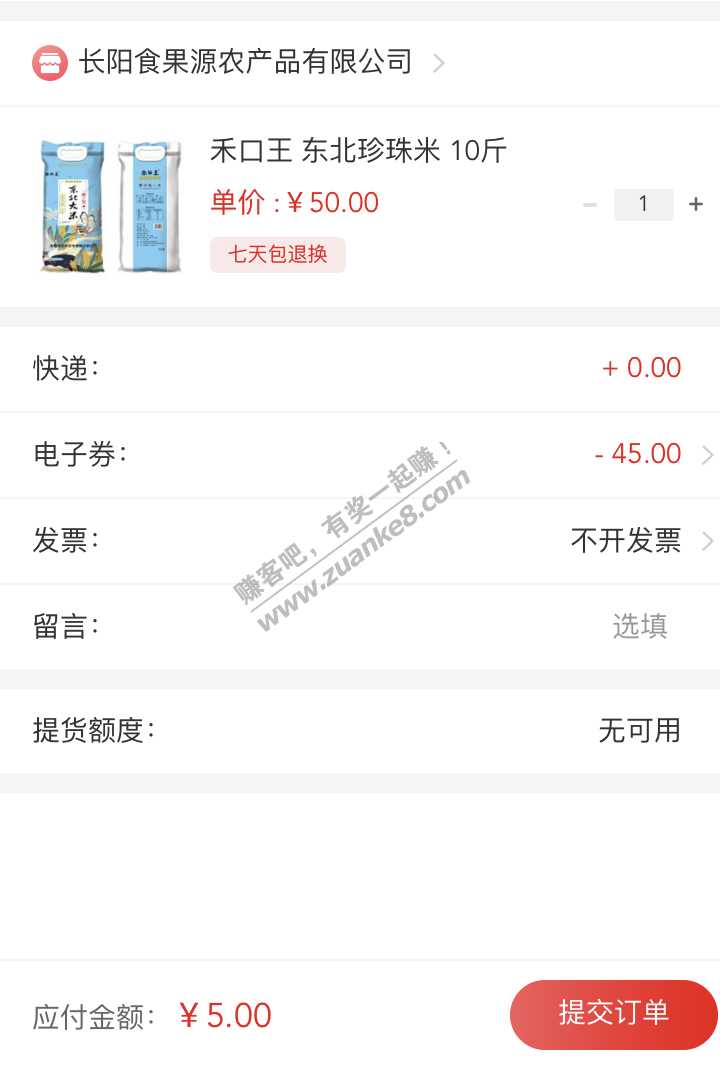 长阳食果源农产品有限公司
禾口王 东北珍珠米 10斤
单价 : ¥ 50.00
1
七天包退换
东北大米
快递:
+ 0.00
电子券:
- 45.00
发票:
不开发票
留言:
选填
赚客吧，有奖一起赚！
www.zuanke8.com
提货额度:
无可用
应付金额:
¥ 5.00
提交订单